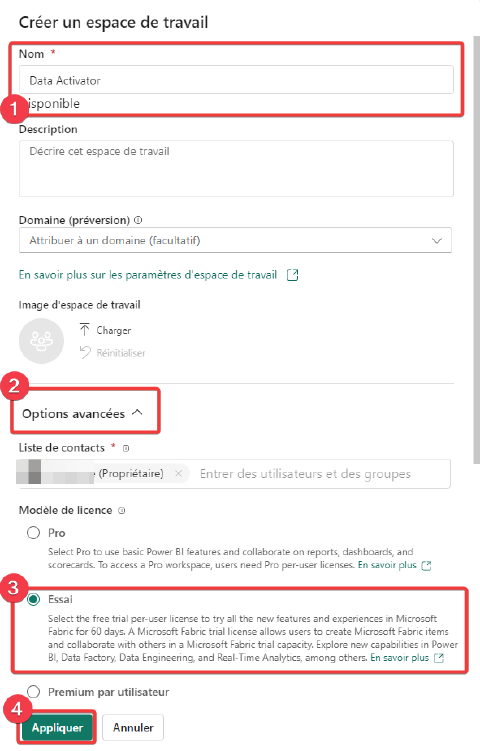 Créer un espace de travail
Nom *
Data Activator
isponible
1
Description
Décrire cet espace de travail
Domaine (préversion)
Attribuer à un domaine (facultatif)
En savoir plus sur les paramètres d'espace de travail
Image d'espace de travail
Charger
Réinitialiser
2
Options avancées
Liste de contacts *
(Propriétaire) × Entrer des utilisateurs et des groupes
Modèle de licence
Pro
Select Pro to use basic Power BI features and collaborate on reports, dashboards, and
scorecards. To access a Pro workspace, users need Pro per-user licenses. En savoir plus
3
Essai
Select the free trial per-user license to try all the new features and experiences in Microsoft
Fabric for 60 days. A Microsoft Fabric trial license allows users to create Microsoft Fabric items
and collaborate with others in a Microsoft Fabric trial capacity. Explore new capabilities in Power
BI, Data Factory, Data Engineering, and Real-Time Analytics, among others. En savoir plus
Premium par utilisateur
4
Appliquer Annuler